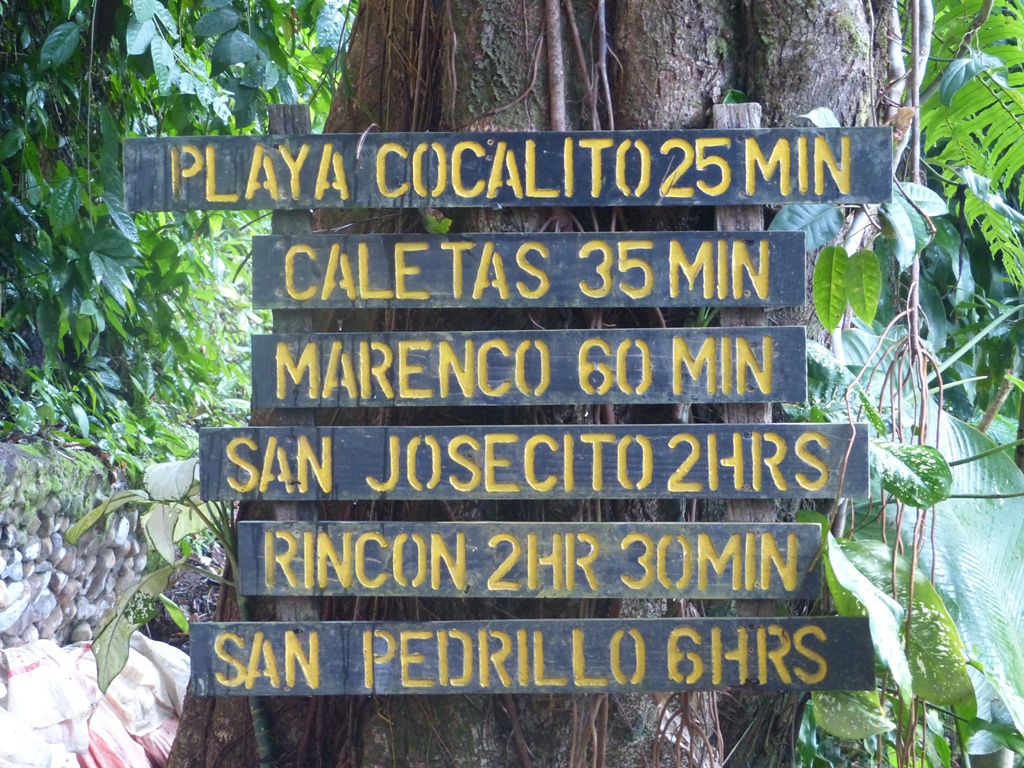 PLAYA COCALITO 25 MIN
CALETAS 35 MIN
MARENCO 60 MIN
SAN JOSECITO 2HRS
RINCON 2HR 30MIN
SAN PEDRILLO 6HRS